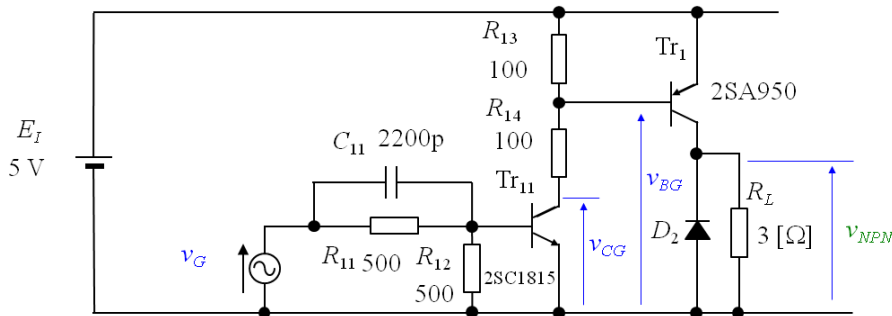 R13
100
Tr1
2SA950
R14
100
EI
5 V
C11 2200p
Tr11
vBG
RL
vCG
D2
3 [Ω]
vNPN
vG
R11 500
R12
500
2SC1815